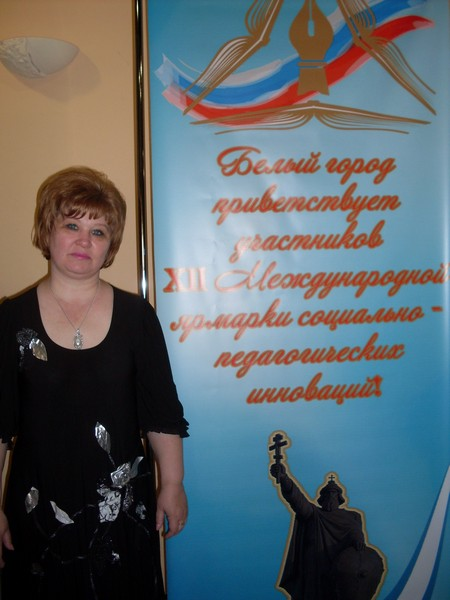 Белый город
приветствует
участников
XII Международной
ярмарки социально -
педагогических
инноваций!